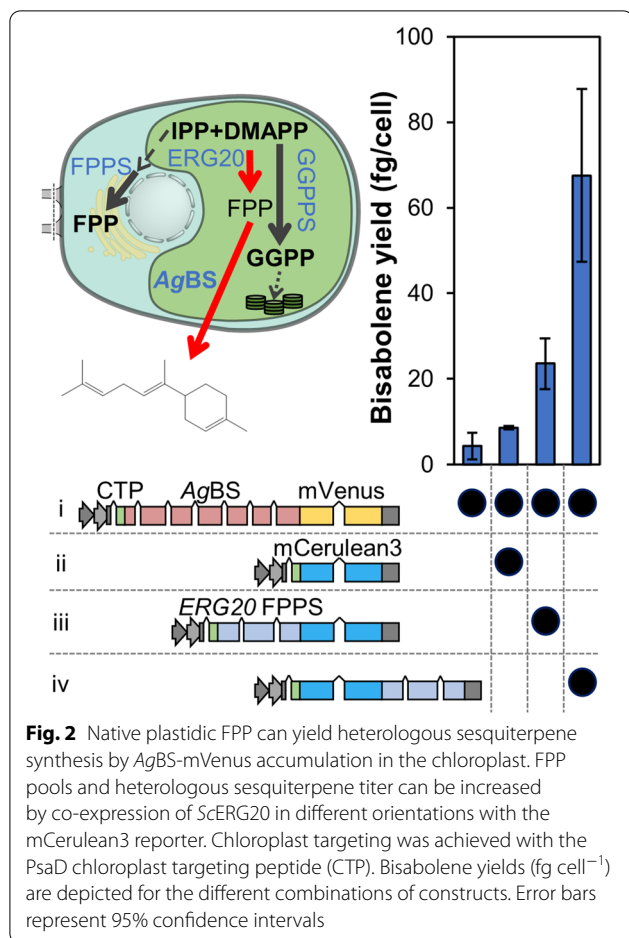 IPP+DMAPP
FPPS
ERG20
GGPPS
FPP
FPP
GGPP
AgBS
Bisabolene yield (fg/cell)
100
80
60
40
20
0
CTP AgBS mVenus
i
mCerulean3
ii
ERG20 FPPS
iii
iv
Fig. 2 Native plastidic FPP can yield heterologous sesquiterpene
synthesis by AgBS-mVenus accumulation in the chloroplast. FPP
pools and heterologous sesquiterpene titer can be increased
by co-expression of ScERG20 in different orientations with the
mCerulean3 reporter. Chloroplast targeting was achieved with the
PsaD chloroplast targeting peptide (CTP). Bisabolene yields (fg cell⁻¹)
are depicted for the different combinations of constructs. Error bars
represent 95% confidence intervals